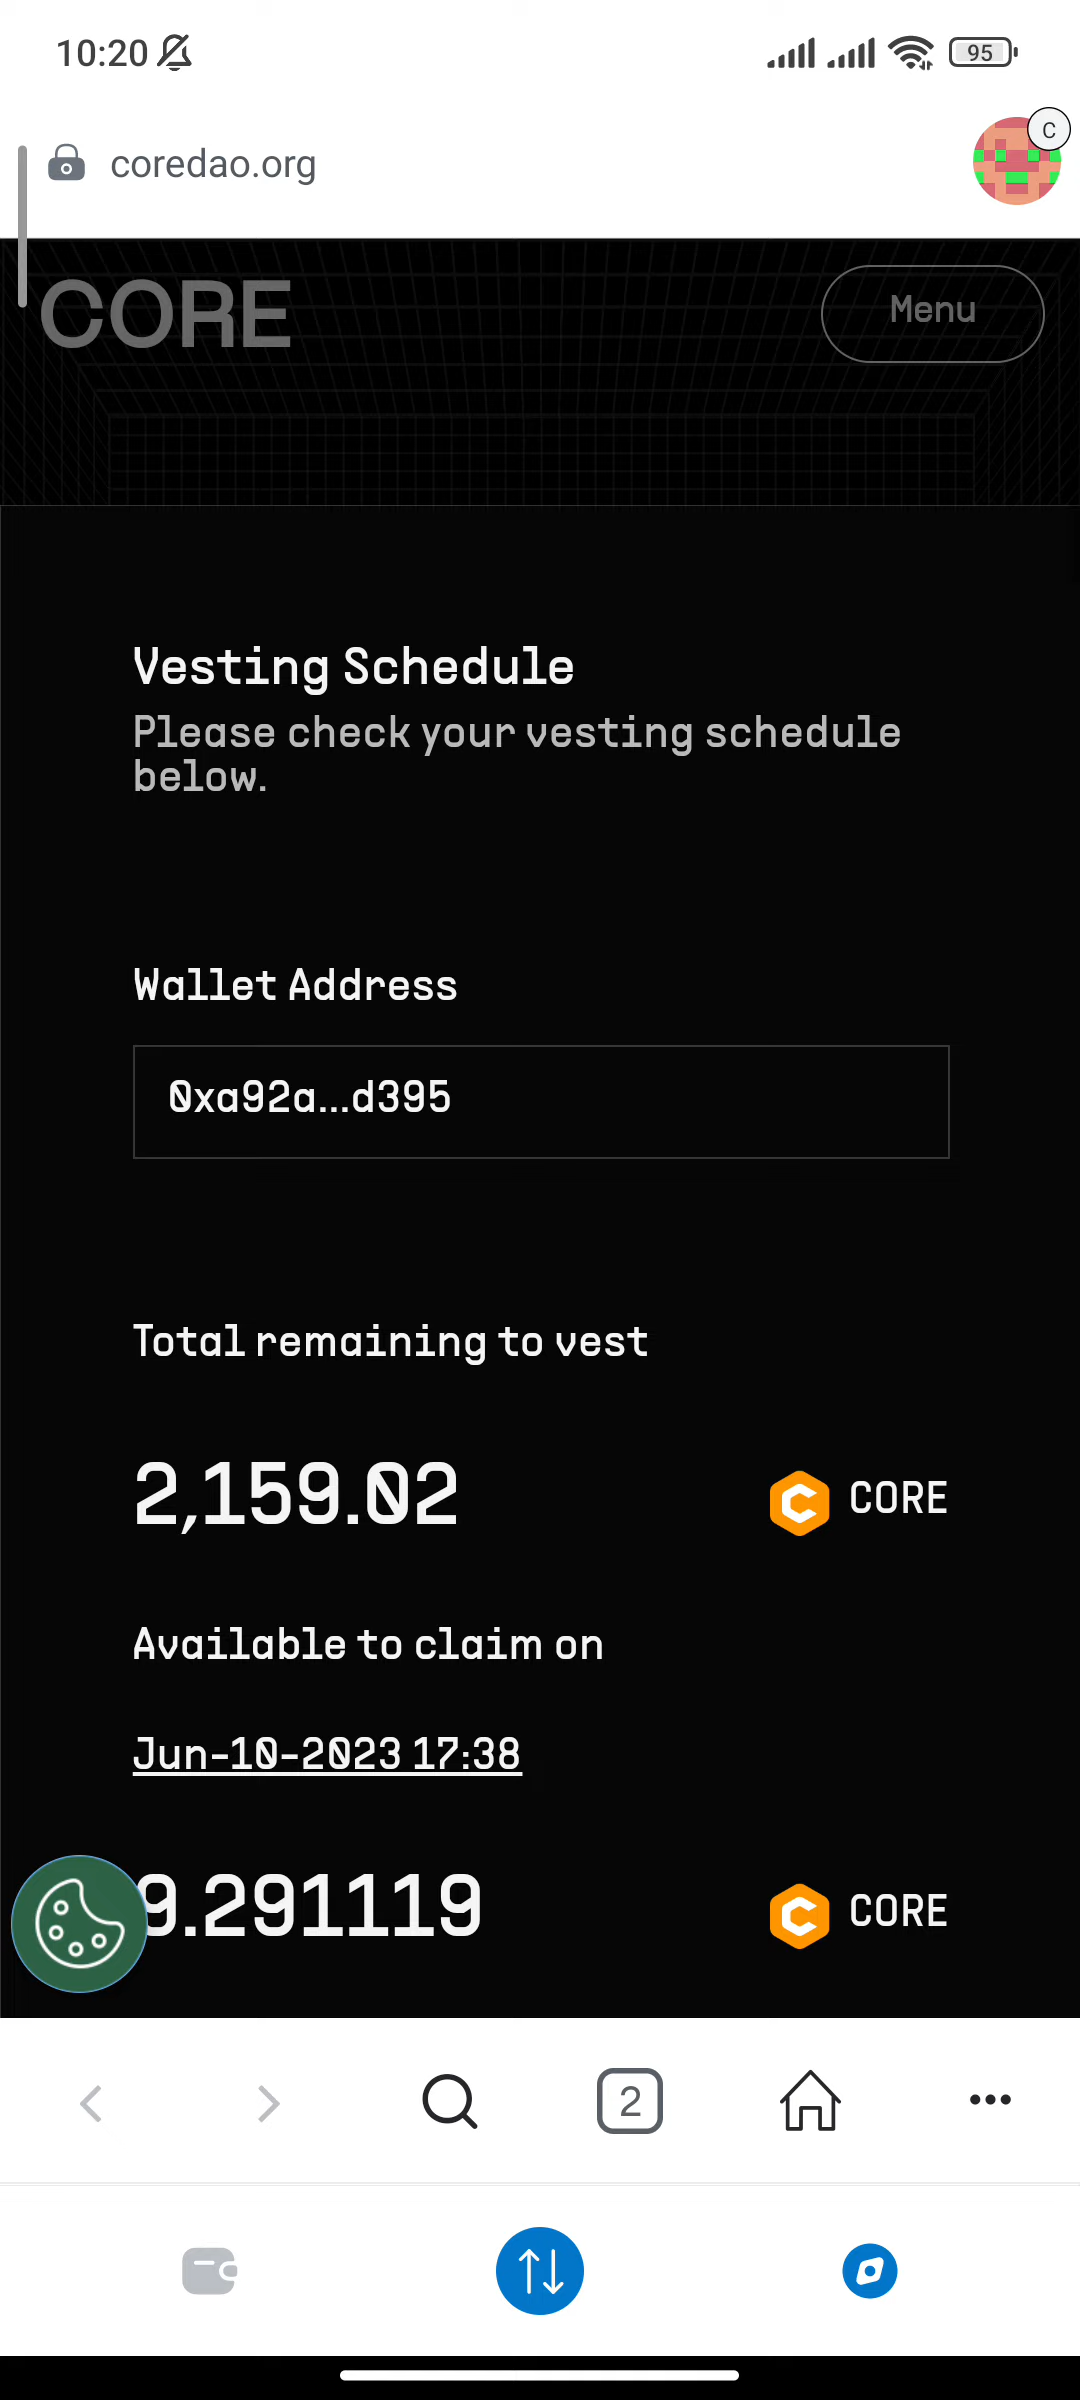 10:20
95
coredao.org
C
CORE
Menu
Vesting Schedule
Please check your vesting schedule
below.
Wallet Address
0xa92a...d395
Total remaining to vest
2,159.02
CORE
Available to claim on
Jun-10-2023 17:38
9.291119
CORE
2